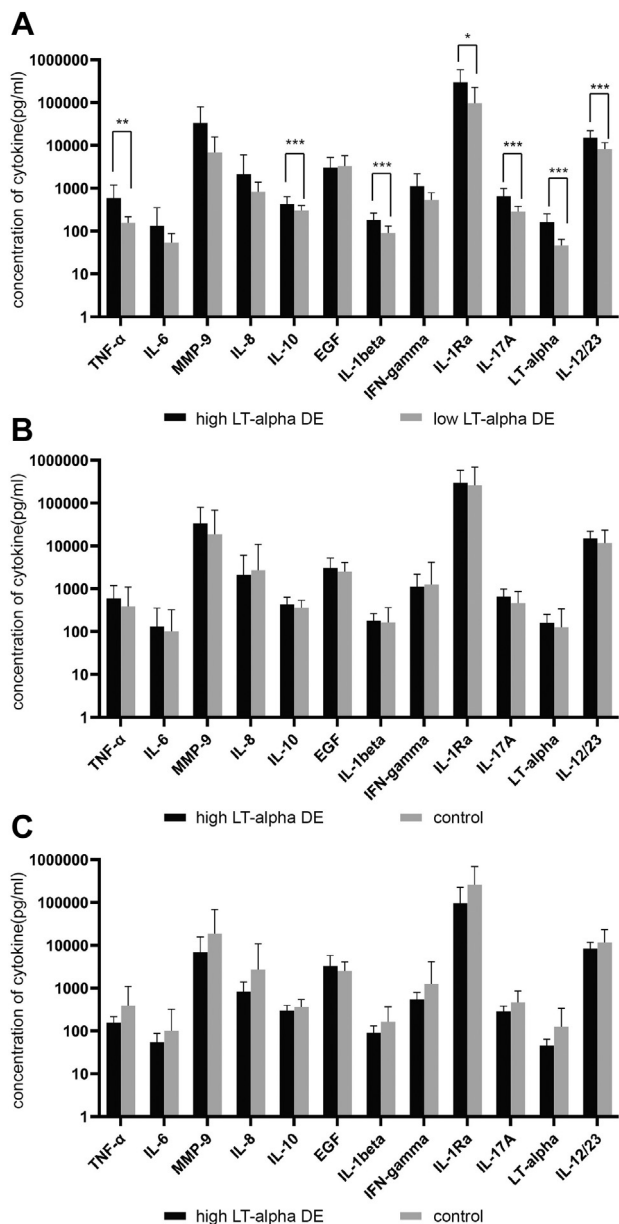 A
concentration of cytokine(pg/ml)
1000000
100000
10000
1000
100
10
1
** *** *** * *** *** ***
TNF-α IL-6 MMP-9 IL-8 IL-10 EGF IL-1beta IFN-gamma IL-1Ra IL-17A LT-alpha IL-12/23
high LT-alpha DE low LT-alpha DE
B
concentration of cytokine(pg/ml)
1000000
100000
10000
1000
100
10
1
TNF-α IL-6 MMP-9 IL-8 IL-10 EGF IL-1beta IFN-gamma IL-1Ra IL-17A LT-alpha IL-12/23
high LT-alpha DE control
C
concentration of cytokine(pg/ml)
1000000
100000
10000
1000
100
10
1
TNF-α IL-6 MMP-9 IL-8 IL-10 EGF IL-1beta IFN-gamma IL-1Ra IL-17A LT-alpha IL-12/23
high LT-alpha DE control